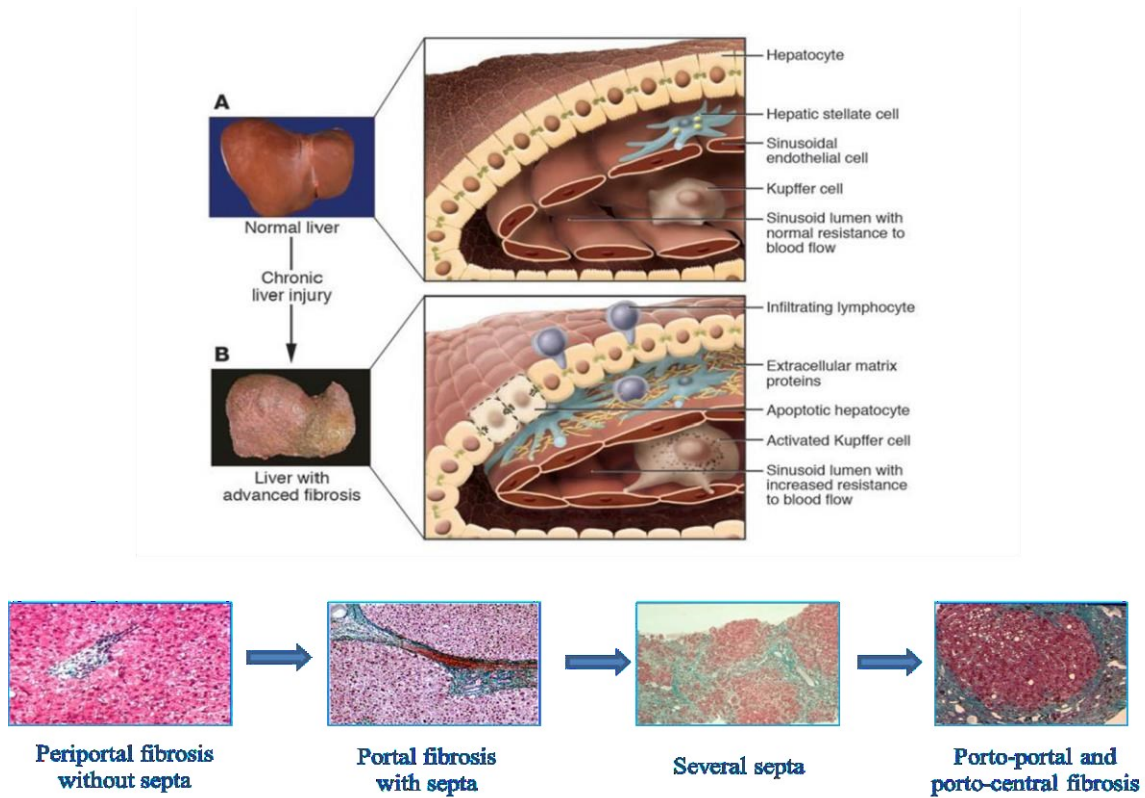 A
Normal liver
Chronic
liver injury
B
Liver with
advanced fibrosis
Hepatocyte
Hepatic stellate cell
Sinusoidal
endothelial cell
Kupffer cell
Sinusoid lumen with
normal resistance to
blood flow
Infiltrating lymphocyte
Extracellular matrix
proteins
Apoptotic hepatocyte
Activated Kupffer cell
Sinusoid lumen with
increased resistance
to blood flow
Periportal fibrosis
without septa
Portal fibrosis
with septa
Several septa
Porto-portal and
porto-central fibrosis